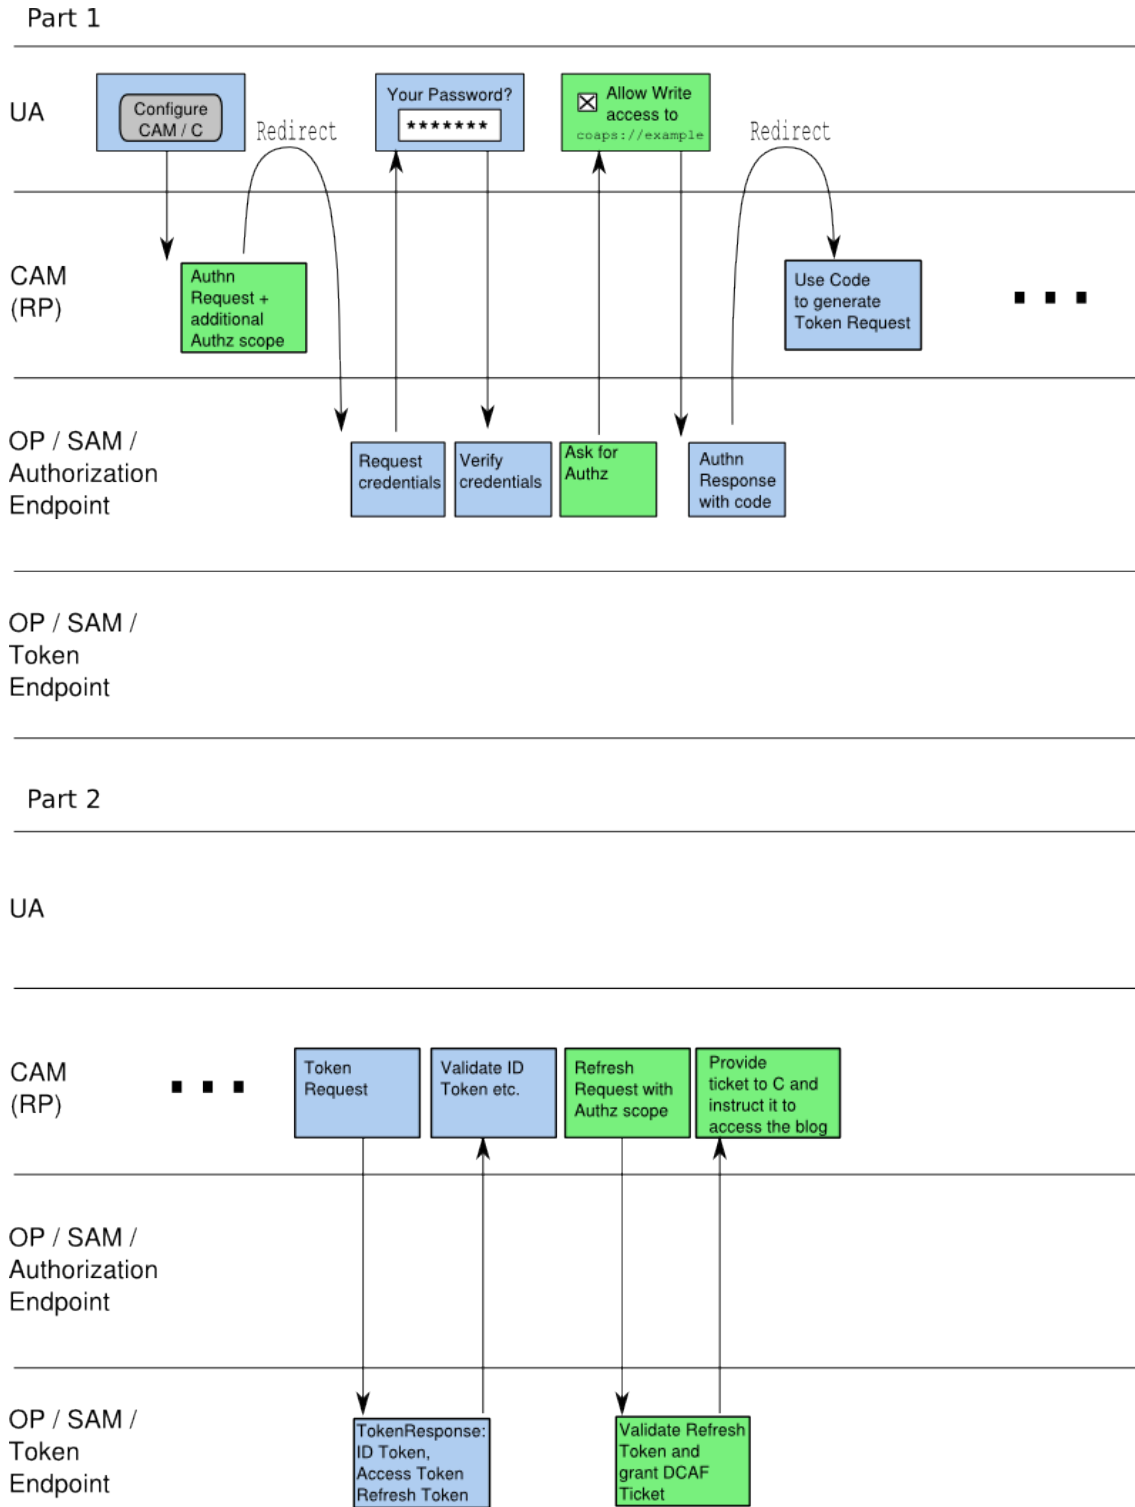 Part 1
UA
Configure
CAM / C
Redirect
Your Password?
*******
Allow Write
access to
coaps://example
Redirect
CAM
(RP)
Authn
Request +
additional
Authz scope
Use Code
to generate
Token Request
...
OP / SAM /
Authorization
Endpoint
Request
credentials
Verify
credentials
Ask for
Authz
Authn
Response
with code
OP / SAM /
Token
Endpoint
Part 2
UA
CAM
(RP)
...
Token
Request
Validate ID
Token etc.
Refresh
Request with
Authz scope
Provide
ticket to C and
instruct it to
access the blog
OP / SAM /
Authorization
Endpoint
OP / SAM /
Token
Endpoint
TokenResponse:
ID Token,
Access Token
Refresh Token
Validate Refresh
Token and
grant DCAF
Ticket